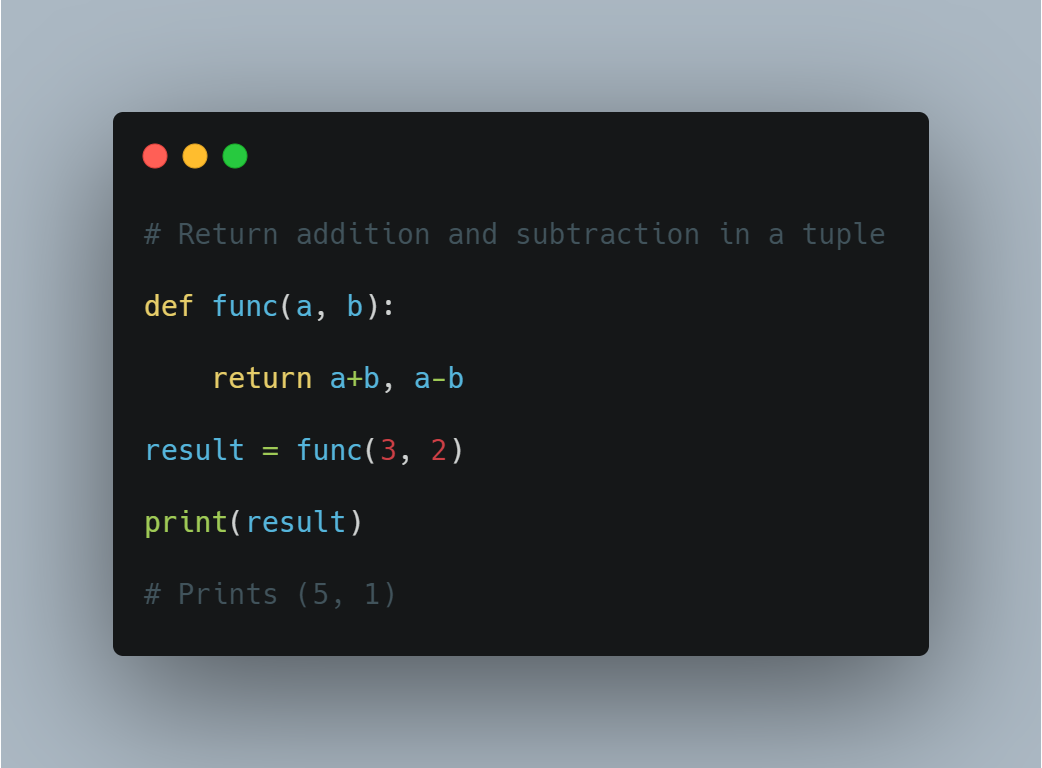 # Return addition and subtraction in a tuple
def func(a, b):
    return a+b, a-b
result = func(3, 2)
print(result)
# Prints (5, 1)